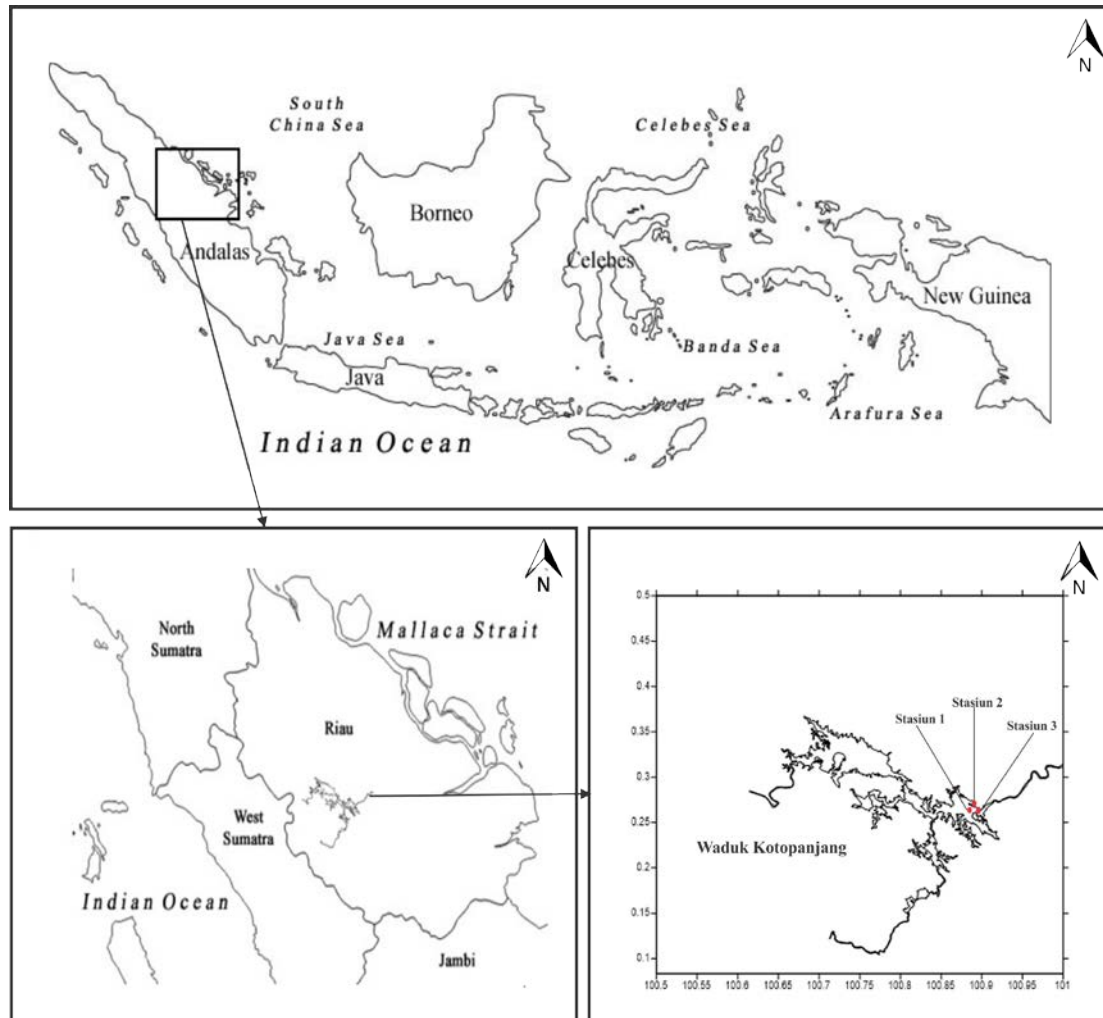 N
South
China Sea
Celebes Sea
Borneo
Andalas
Celebes
New Guinea
Java Sea
Banda Sea
Java
Arafura Sea
Indian Ocean
N
North
Sumatra
Mallaca Strait
Riau
West
Sumatra
Indian Ocean
Jambi
N
0.5
0.45
0.4
0.35
0.3
0.25
0.2
0.15
0.1
Stasiun 1
Stasiun 2
Stasiun 3
Waduk Kotopanjang
100.5 100.6 100.65 100.7 100.75 100.8 100.85 100.9 100.95 101